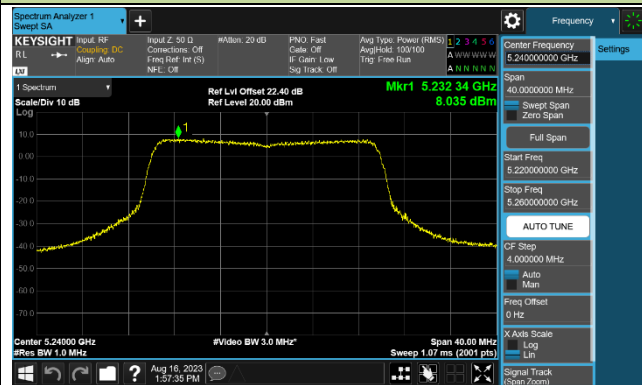 Spectrum Analyzer 1
Swept SA
Frequency
KEYSIGHT
RL
LXI
Input: RF
Coupling: DC
Align: Auto
Input Z: 50 Ω
Corrections: Off
Freq Ref: Int (S)
NFE: Off
#Atten: 20 dB
PNO: Fast
Gate: Off
IF Gain: Low
Sig Track: Off
Avg Type: Power (RMS)
Avg|Hold: 100/100
Trig: Free Run
1 2 3 4 5 6
A W W W W W
A N N N N N
1 Spectrum
Scale/Div 10 dB
Ref Lvl Offset 22.40 dB
Ref Level 20.00 dBm
Mkr1 5.232 34 GHz
8.035 dBm
Log
1
10.0
0.00
-10.0
-20.0
-30.0
-40.0
-50.0
-60.0
-70.0
Center 5.24000 GHz
#Res BW 1.0 MHz
#Video BW 3.0 MHz*
Span 40.00 MHz
Sweep 1.07 ms (2001 pts)
Aug 16, 2023
1:57:35 PM
Center Frequency
5.240000000 GHz
Settings
Span
40.0000000 MHz
Swept Span
Zero Span
Full Span
Start Freq
5.220000000 GHz
Stop Freq
5.260000000 GHz
AUTO TUNE
CF Step
4.000000 MHz
Auto
Man
Freq Offset
0 Hz
X Axis Scale
Log
Lin
Signal Track
(Span Zoom)